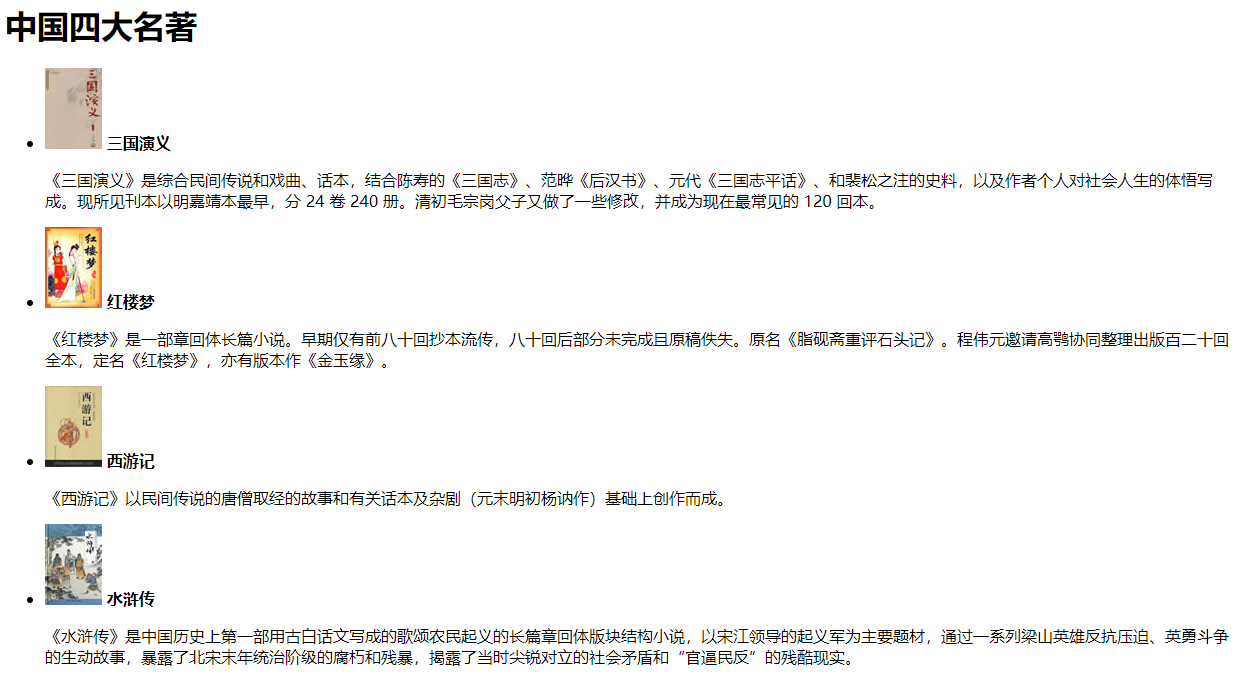 中国四大名著
三国演义
三国演义
《三国演义》是综合民间传说和戏曲、话本，结合陈寿的《三国志》、范晔《后汉书》、元代《三国志平话》、和裴松之注的史料，以及作者个人对社会人生的体悟写
成。现所见刊本以明嘉靖本最早，分 24 卷 240 册。清初毛宗岗父子又做了一些修改，并成为现在最常见的 120 回本。
红楼梦
红楼梦
《红楼梦》是一部章回体长篇小说。早期仅有前八十回抄本流传，八十回后部分未完成且原稿佚失。原名《脂砚斋重评石头记》。程伟元邀请高鹗协同整理出版百二十回
全本，定名《红楼梦》，亦有版本作《金玉缘》。
西游记
西游记
《西游记》以民间传说的唐僧取经的故事和有关话本及杂剧（元末明初杨讷作）基础上创作而成。
水浒传
水浒传
《水浒传》是中国历史上第一部用古白话文写成的歌颂农民起义的长篇章回体版块结构小说，以宋江领导的起义军为主要题材，通过一系列梁山英雄反抗压迫、英勇斗争
的生动故事，暴露了北宋末年统治阶级的腐朽和残暴，揭露了当时尖锐对立的社会矛盾和“官逼民反”的残酷现实。